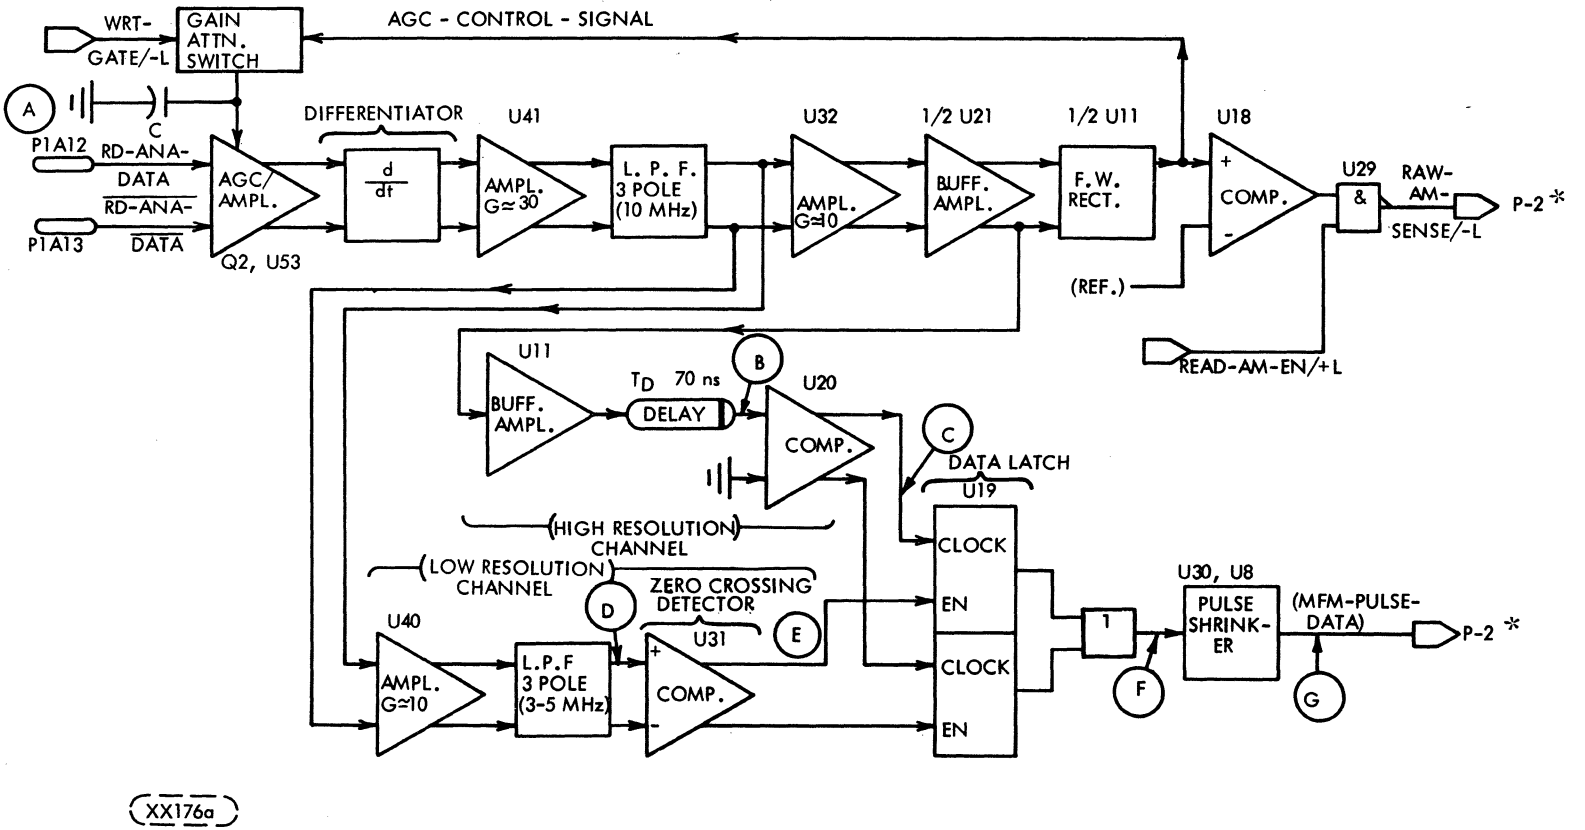 WRT-
GATE/-L
GAIN
ATTN.
SWITCH
AGC - CONTROL - SIGNAL
A
C
P1A12
RD-ANA-
DATA
RD-ANA-
DATA
P1A13
AGC/
AMPL.
Q2, U53
DIFFERENTIATOR
d
dt
U41
AMPL.
G≃30
L. P. F.
3 POLE
(10 MHz)
U32
AMPL.
G≃10
1/2 U21
BUFF.
AMPL.
1/2 U11
F.W.
RECT.
U18
+
COMP.
-
(REF.)
U29
&
RAW-
AM-
SENSE/-L
P-2 *
READ-AM-EN/+L
U11
BUFF.
AMPL.
TD 70 ns
DELAY
B
U20
COMP.
C
DATA LATCH
U19
(HIGH RESOLUTION)
CHANNEL
(LOW RESOLUTION)
CHANNEL
CLOCK
EN
CLOCK
EN
D
ZERO CROSSING
DETECTOR
U31
E
U40
AMPL.
G≃10
L.P.F
3 POLE
(3-5 MHz)
+
COMP.
-
1
F
U30, U8
PULSE
SHRINK-
ER
(MFM-PULSE-
DATA)
P-2 *
G
XX176a